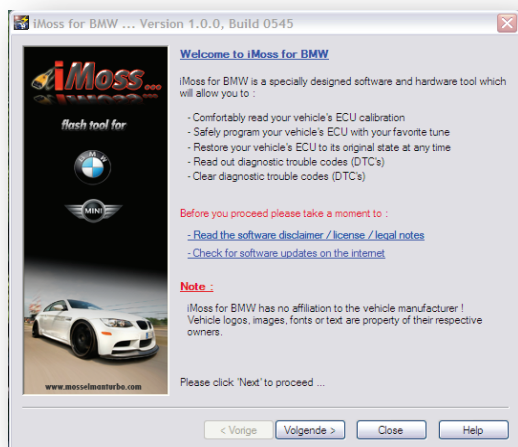 iMoss for BMW ... Version 1.0.0, Build 0545
iMoss...
flash tool for
BMW
MINI
www.mosselmanturbo.com
Welcome to iMoss for BMW
iMoss for BMW is a specially designed software and hardware tool which
will allow you to :
- Comfortably read your vehicle's ECU calibration
- Safely program your vehicle's ECU with your favorite tune
- Restore your vehicle's ECU to its original state at any time
- Read out diagnostic trouble codes (DTC's)
- Clear diagnostic trouble codes (DTC's)
Before you proceed please take a moment to :
- Read the software disclaimer / license / legal notes
- Check for software updates on the internet
Note :
iMoss for BMW has no affiliation to the vehicle manufacturer !
Vehicle logos, images, fonts or text are property of their respective
owners.
Please click 'Next' to proceed ...
< Vorige
Volgende >
Close
Help